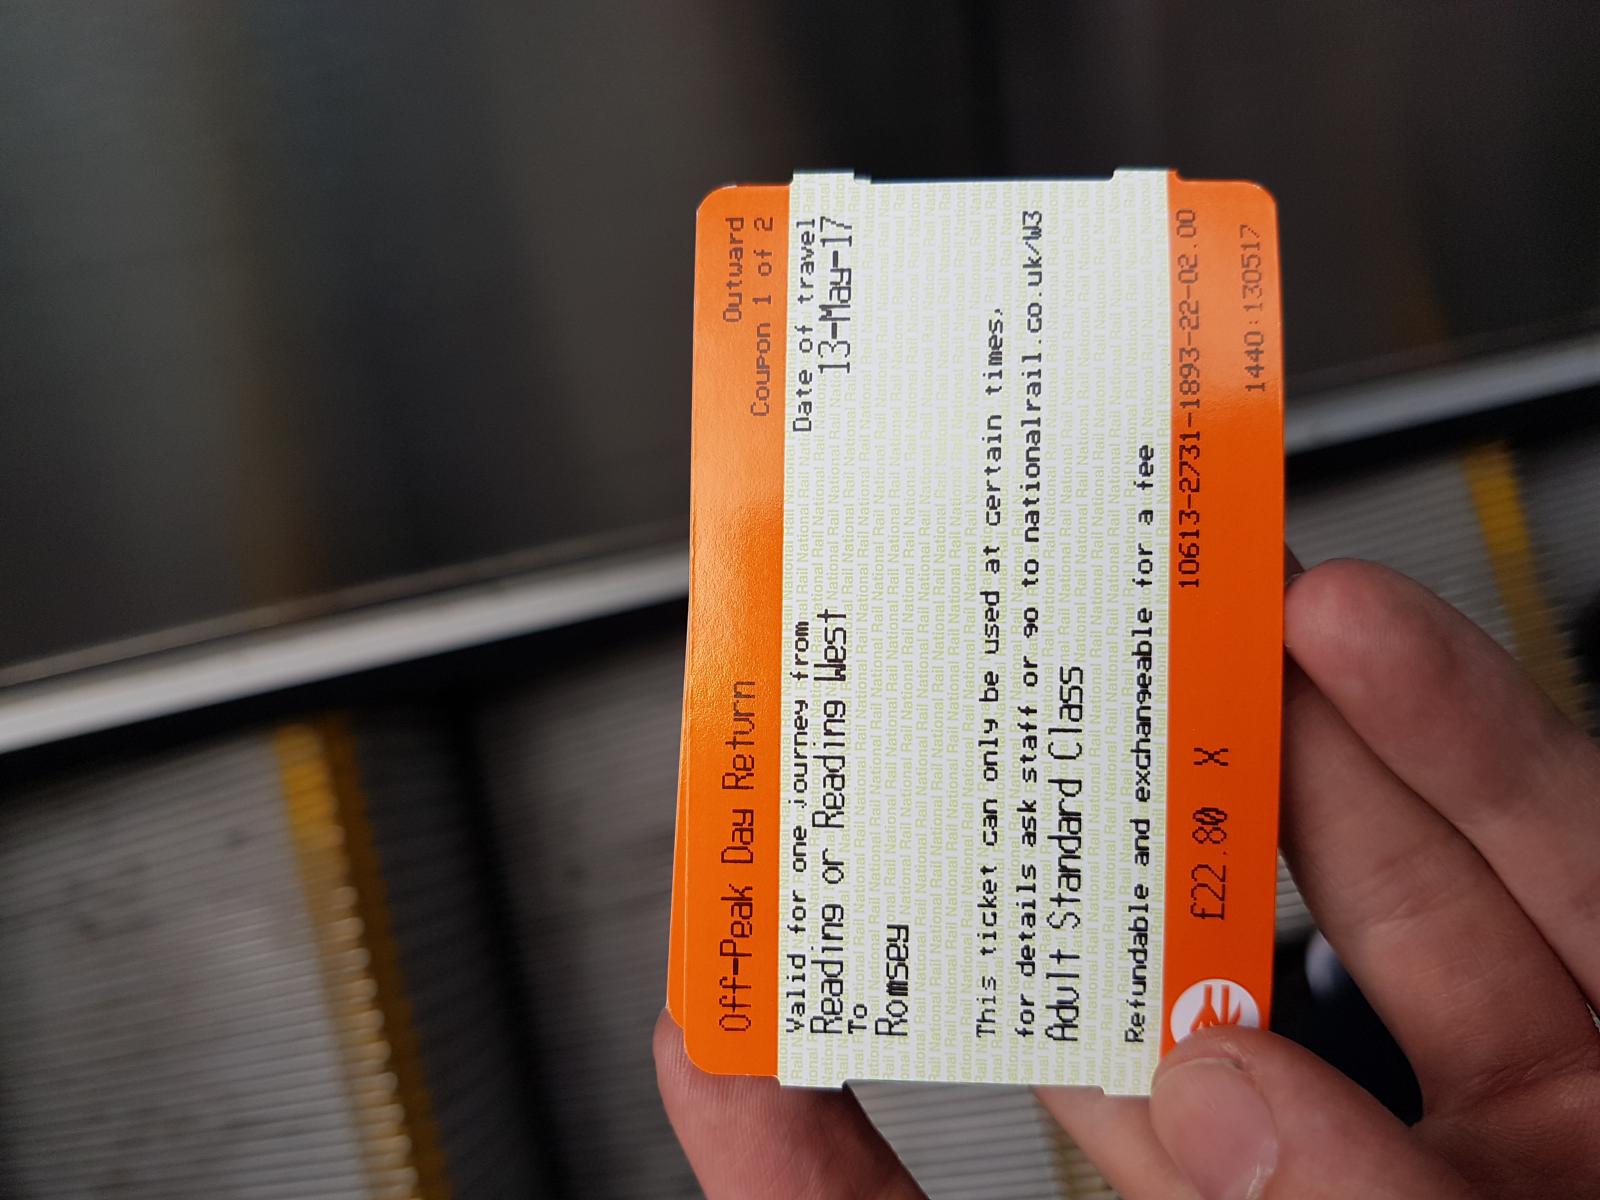 Off-Peak Day Return
Outward
Coupon 1 of 2
Valid for one journey from
Date of travel
Reading or Reading West
13-May-17
To
Romsey
This ticket can only be used at certain times,
for details ask staff or go to nationalrail.co.uk/W3
Adult Standard Class
Refundable and exchangeable for a fee
£22.80 X
10613-2731-1893-22-02.00
1440:130517